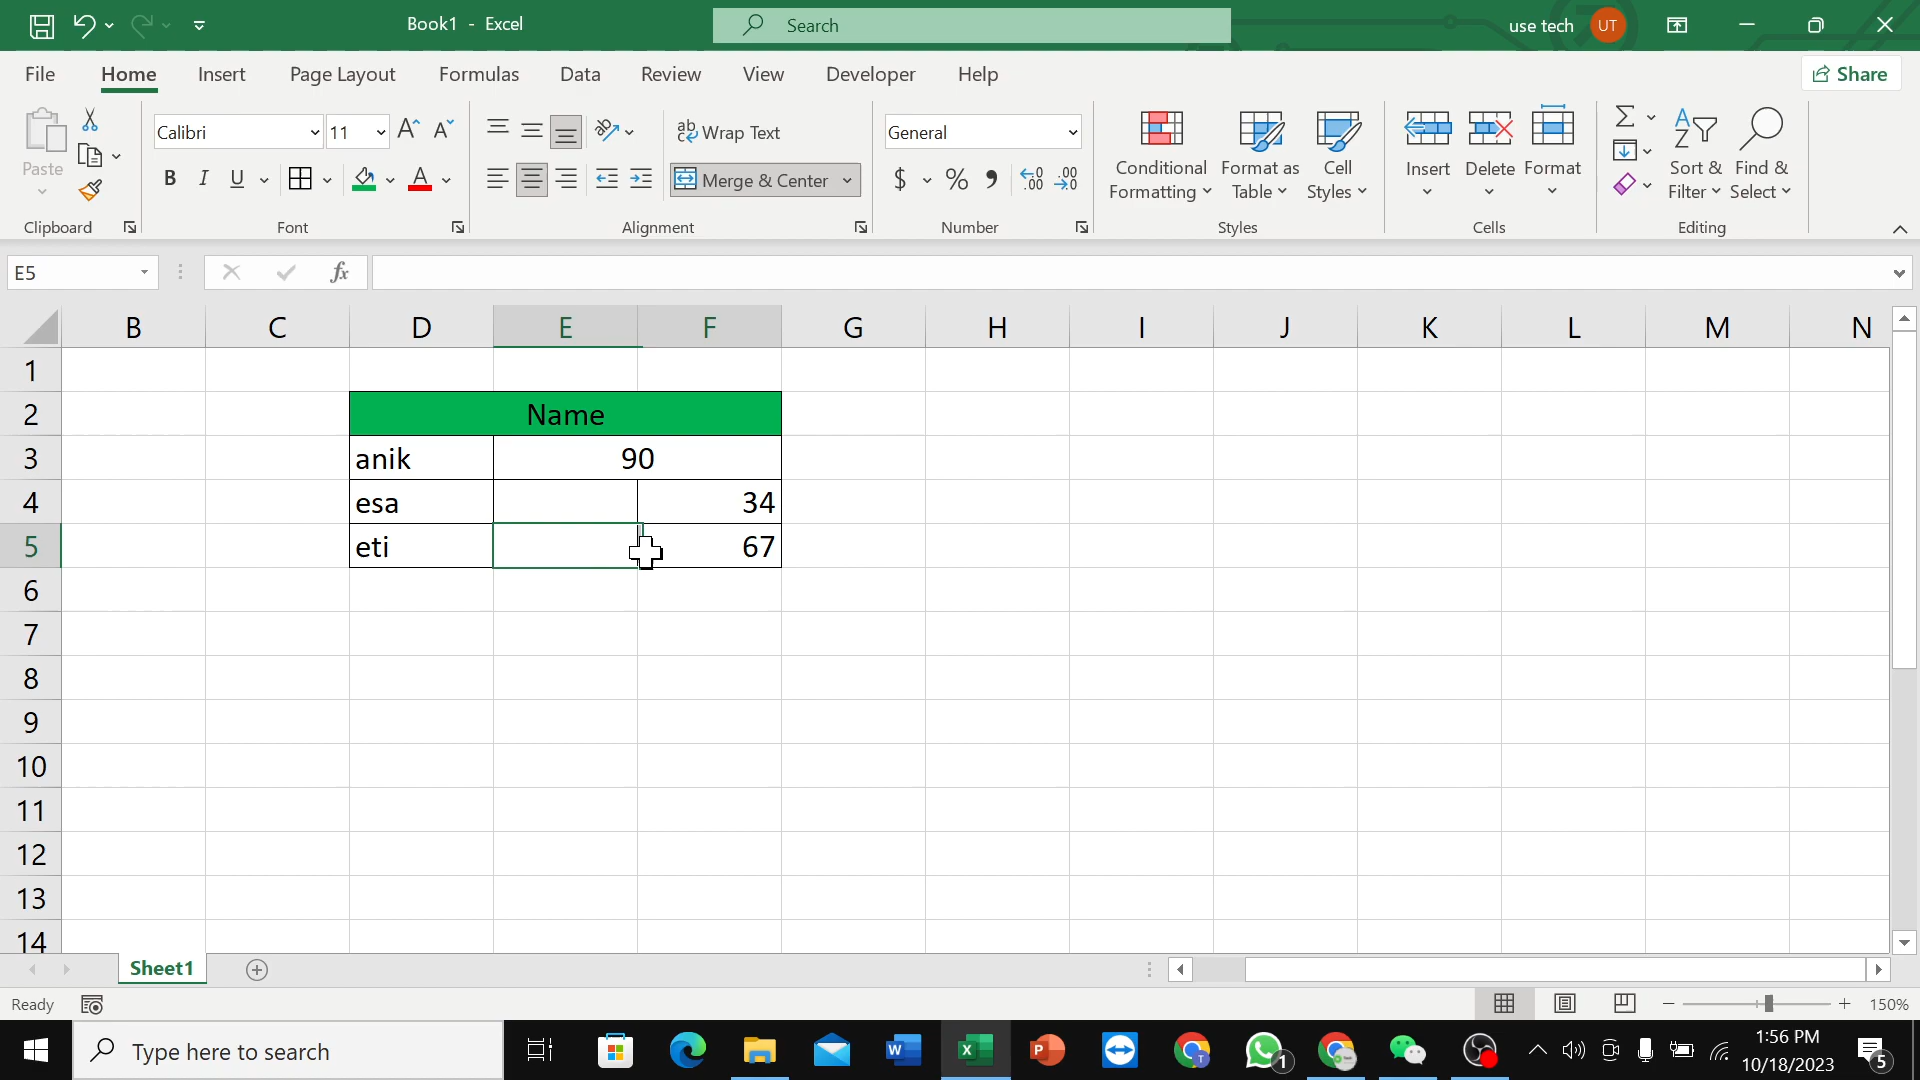 Book1 - Excel
Search
use tech
UT
File Home Insert Page Layout Formulas Data Review View Developer Help
Share
Paste
Calibri 11
B I U
A
ab Wrap Text
Merge & Center
General
$ % 9
Conditional Formatting
Format as Table
Cell Styles
Insert Delete Format
Sort & Filter
Find & Select
Clipboard Font Alignment Number Styles Cells Editing
E5 fx
B C D E F G H I J K L M N
1
2 Name
3 anik 90
4 esa 34
5 eti 67
6
7
8
9
10
11
12
13
14
Sheet1
Ready
150%
Type here to search
1
1:56 PM
10/18/2023
5